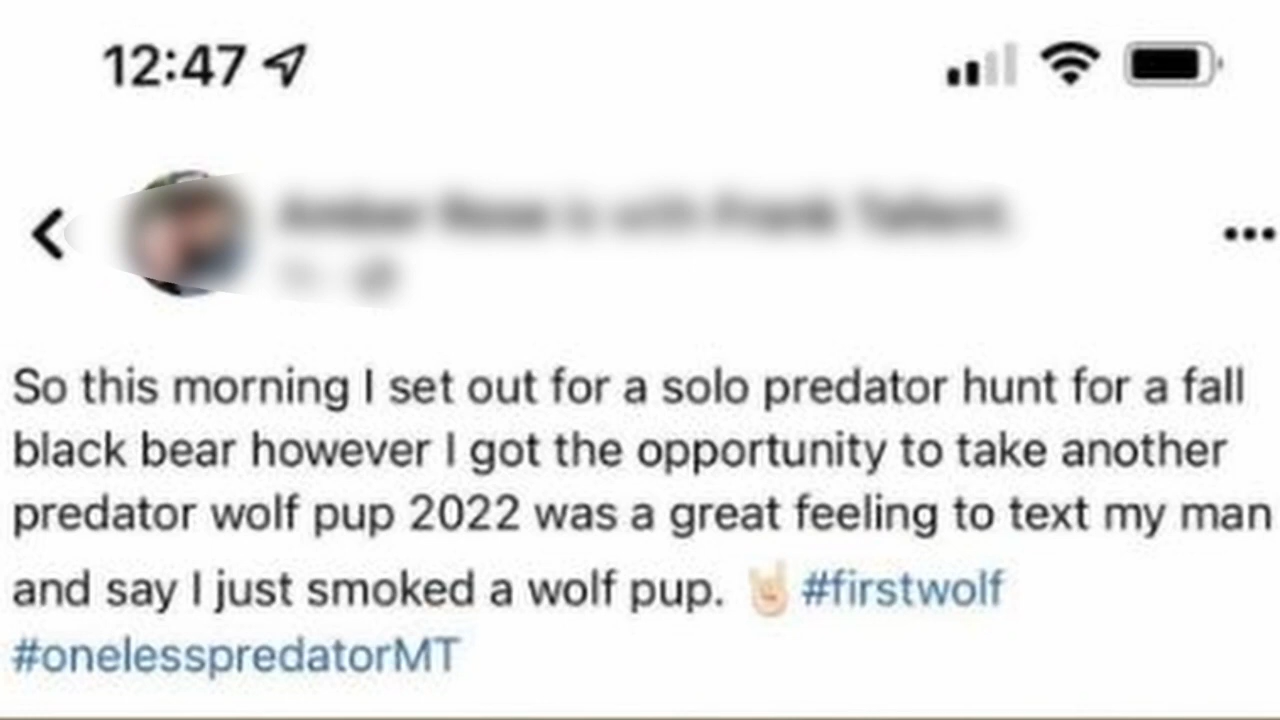 12:47
So this morning I set out for a solo predator hunt for a fall
black bear however I got the opportunity to take another
predator wolf pup 2022 was a great feeling to text my man
and say I just smoked a wolf pup. 🤘🏻 #firstwolf
#onelesspredatorMT